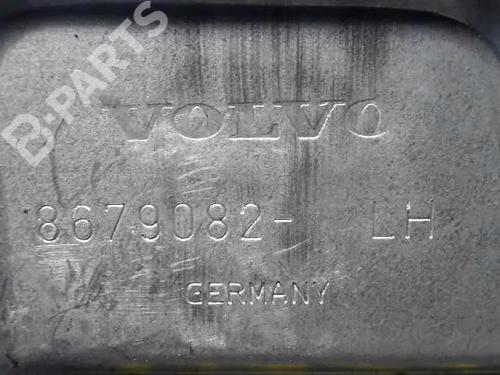 B-PARTS
VOLVO
8679082- LH
GERMANY